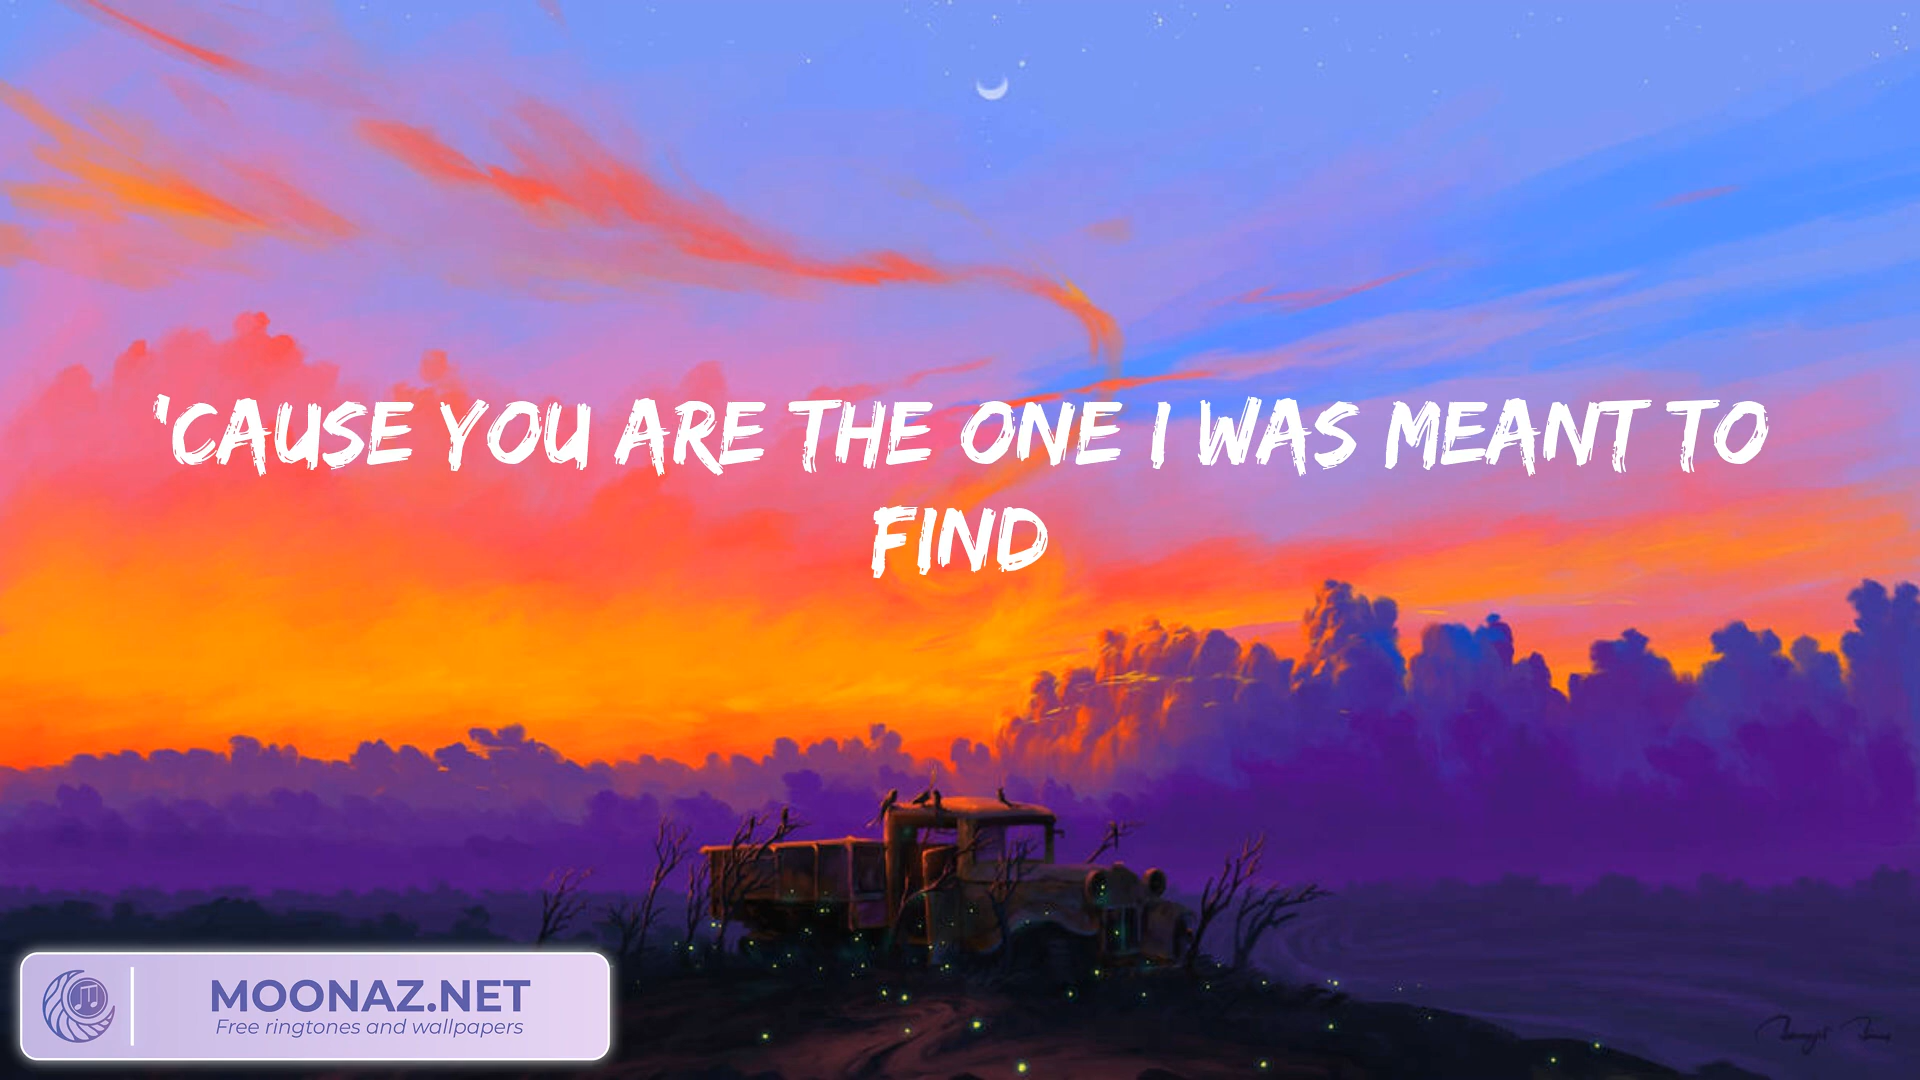 'CAUSE YOU ARE THE ONE I WAS MEANT TO
FIND
MOONAZ.NET
Free ringtones and wallpapers